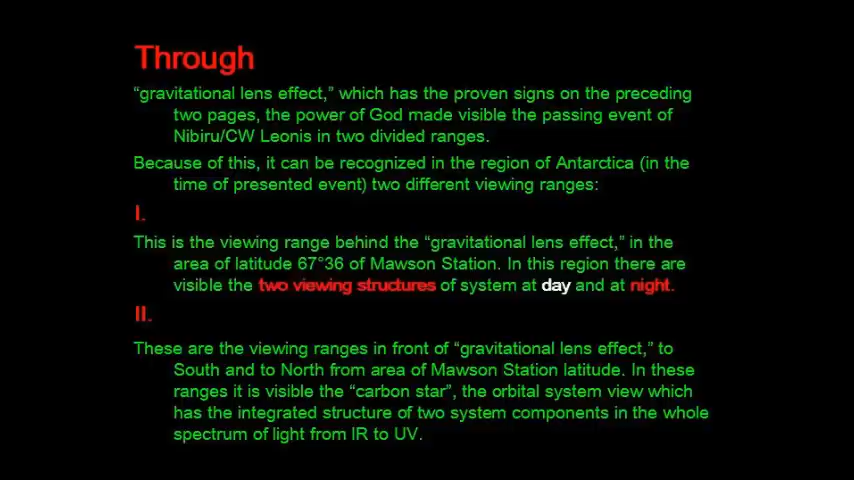 Through
“gravitational lens effect,” which has the proven signs on the preceding
two pages, the power of God made visible the passing event of
Nibiru/CW Leonis in two divided ranges.
Because of this, it can be recognized in the region of Antarctica (in the
time of presented event) two different viewing ranges:
I.
This is the viewing range behind the “gravitational lens effect,” in the
area of latitude 67°36 of Mawson Station. In this region there are
visible the two viewing structures of system at day and at night.
II.
These are the viewing ranges in front of “gravitational lens effect,” to
South and to North from area of Mawson Station latitude. In these
ranges it is visible the “carbon star”, the orbital system view which
has the integrated structure of two system components in the whole
spectrum of light from IR to UV.